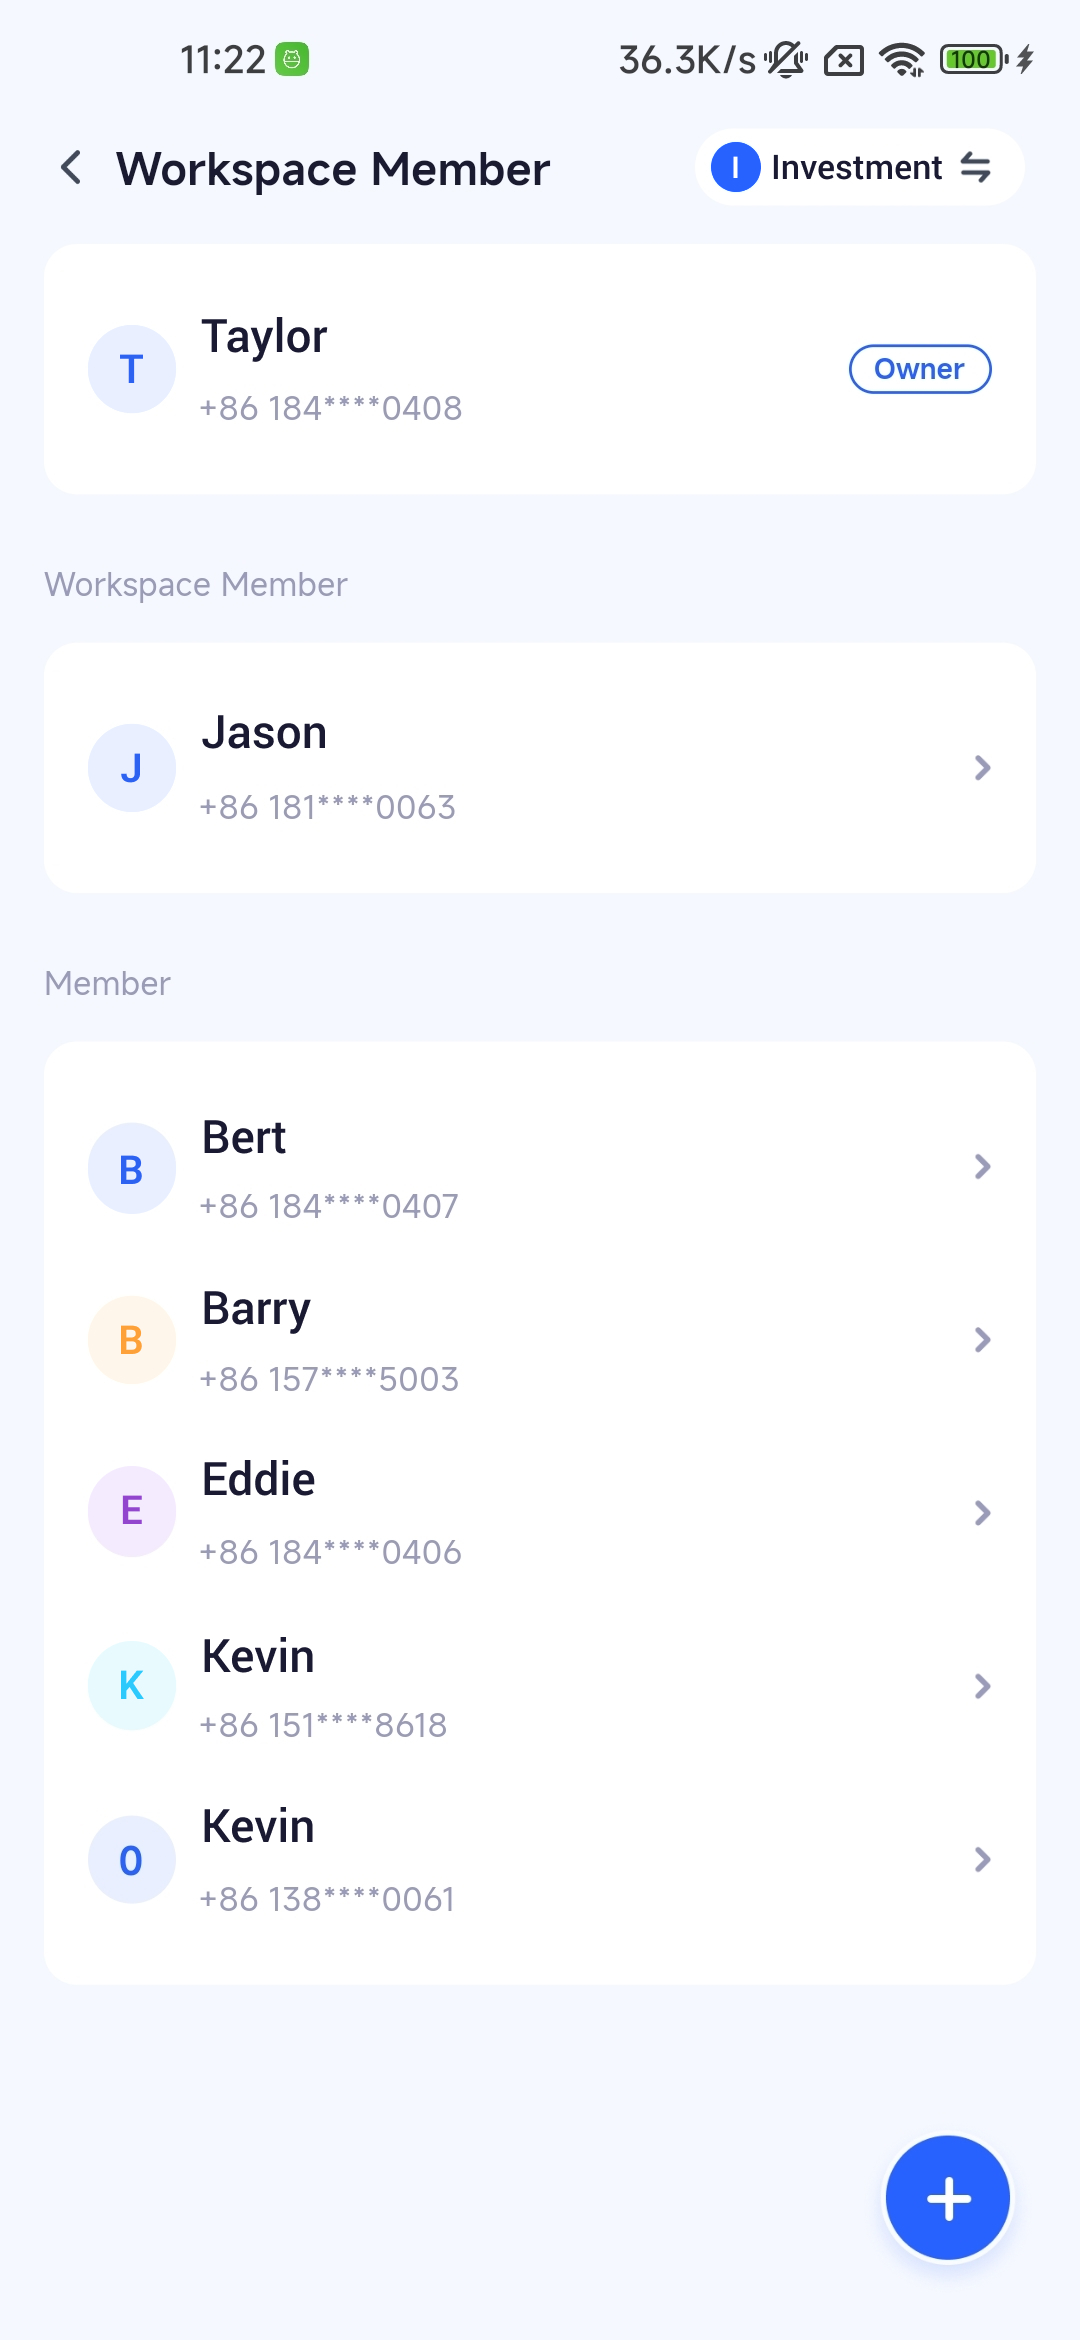 11:22
36.3K/s
100
Workspace Member
I Investment
T
Taylor
+86 184****0408
Owner
Workspace Member
J
Jason
+86 181****0063
Member
B
Bert
+86 184****0407
B
Barry
+86 157****5003
E
Eddie
+86 184****0406
K
Kevin
+86 151****8618
0
Kevin
+86 138****0061